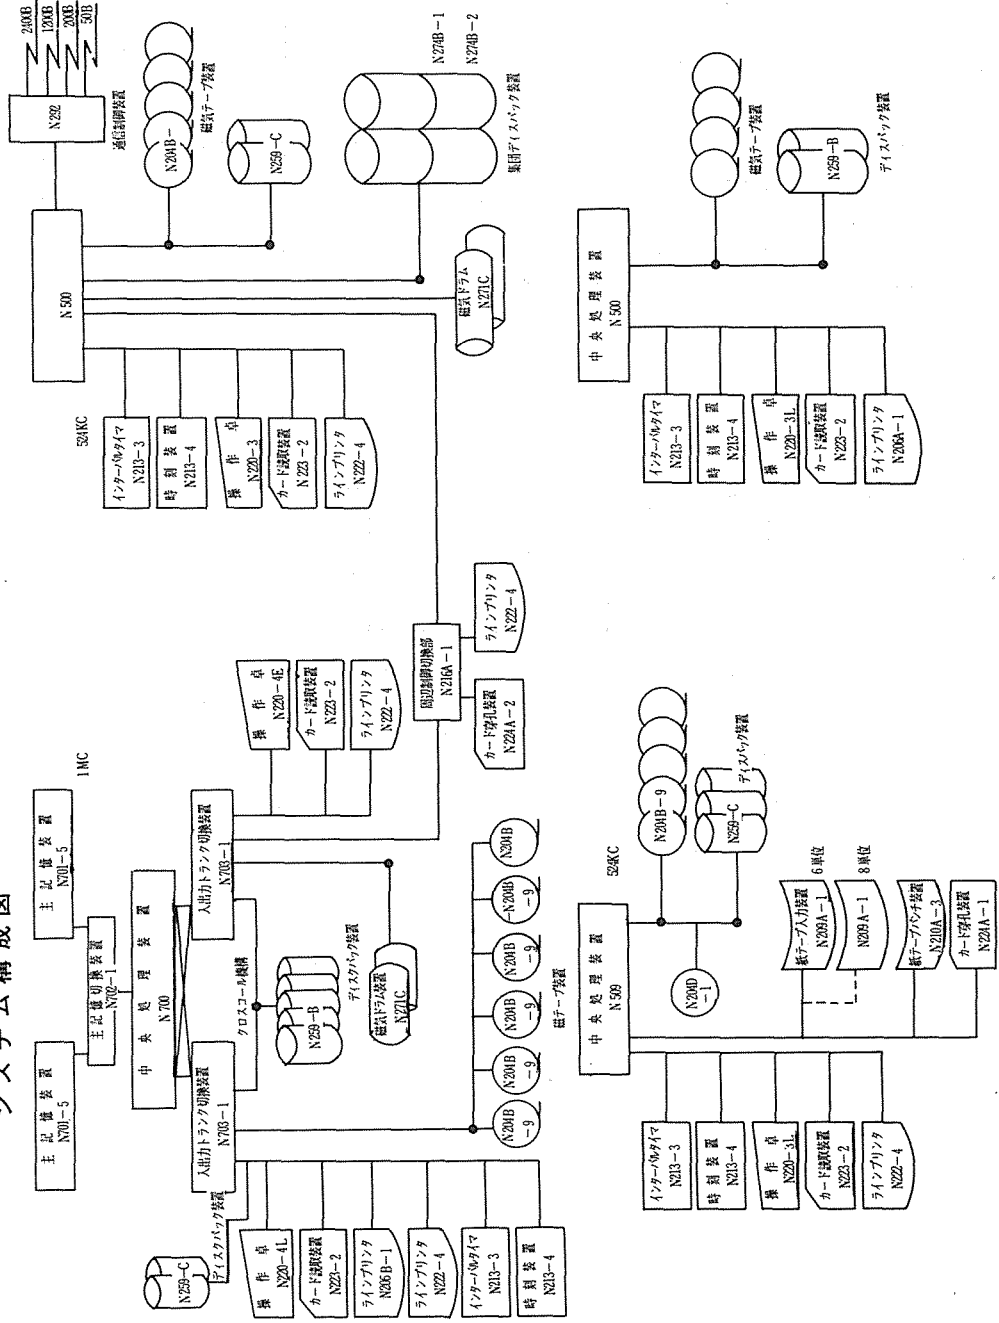 システム構成図
主記憶装置
N701-5
主記憶装置
N701-5
1MC
主記憶切換装置
N702-1
中央処理装置
N700
入出力トランク切換装置
N703-1
入出力トランク切換装置
N703-1
クロスコール機構
N259-C
ディスクパック装置
操作卓
N220-4L
カード読取装置
N223-2
ラインプリンタ
N206B-1
ラインプリンタ
N222-4
インターバルタイマ
N213-3
時刻装置
N213-4
N259-B
ディスクパック装置
磁気ドラム装置
N271C
N204B
-9
N204B
-9
N204B
-9
N204B
-9
N204B
-9
N204B
磁テープ装置
操作卓
N220-4E
カード読取装置
N223-2
ラインプリンタ
N222-4
周辺制御切換部
N216A-1
カード穿孔装置
N224A-2
ラインプリンタ
N222-4
N500
524KC
N292
通信制御装置
2400B
1200B
200B
50B
N204B-
磁気テープ装置
N259-C
N274B-1
N274B-2
集団ディスパック装置
磁気ドラム
N271C
インターバルタイマ
N213-3
時刻装置
N213-4
操作卓
N220-3
カード読取装置
N223-2
ラインプリンタ
N222-4
中央処理装置
N509
524KC
N204B-9
N259-C
ディスパック装置
N204D
-1
紙テープ入力装置
N209A-1
6単位
N209A-1
8単位
紙テープパンチ装置
N210A-3
カード穿孔装置
N224A-1
インターバルタイマ
N213-3
時刻装置
N213-4
操作卓
N220-3L
カード読取装置
N223-2
ラインプリンタ
N222-4
中央処理装置
N500
磁気テープ装置
N259-B
ディスパック装置
インターバルタイマ
N213-3
時刻装置
N213-4
操作卓
N220-3L
カード読取装置
N223-2
ラインプリンタ
N206A-1